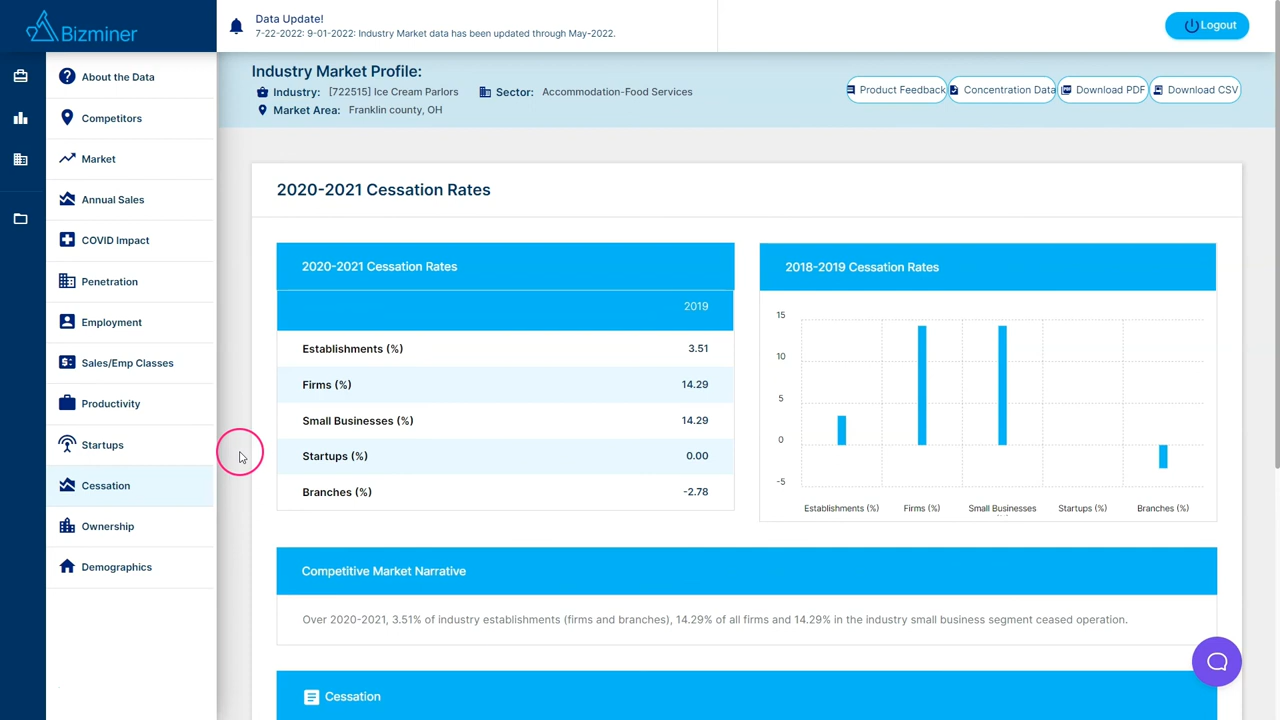 Bizminer
Data Update!
7-22-2022: 9-01-2022: Industry Market data has been updated through May-2022.
Logout
About the Data
Competitors
Market
Annual Sales
COVID Impact
Penetration
Employment
Sales/Emp Classes
Productivity
Startups
Cessation
Ownership
Demographics
Industry Market Profile:
Industry: [722515] Ice Cream Parlors Sector: Accommodation-Food Services
Market Area: Franklin county, OH
Product Feedback Concentration Data Download PDF Download CSV
2020-2021 Cessation Rates
2020-2021 Cessation Rates
2019
Establishments (%) 3.51
Firms (%) 14.29
Small Businesses (%) 14.29
Startups (%) 0.00
Branches (%) -2.78
2018-2019 Cessation Rates
15
10
5
0
-5
Establishments (%) Firms (%) Small Businesses Startups (%) Branches (%)
Competitive Market Narrative
Over 2020-2021, 3.51% of industry establishments (firms and branches), 14.29% of all firms and 14.29% in the industry small business segment ceased operation.
Cessation